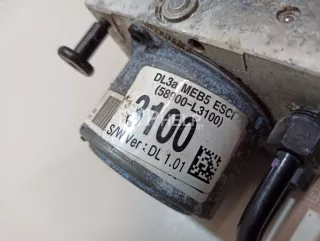 DL3a MEB5 ESC(
(58900-L3100)
3100
S/W Ver : DL 1.01